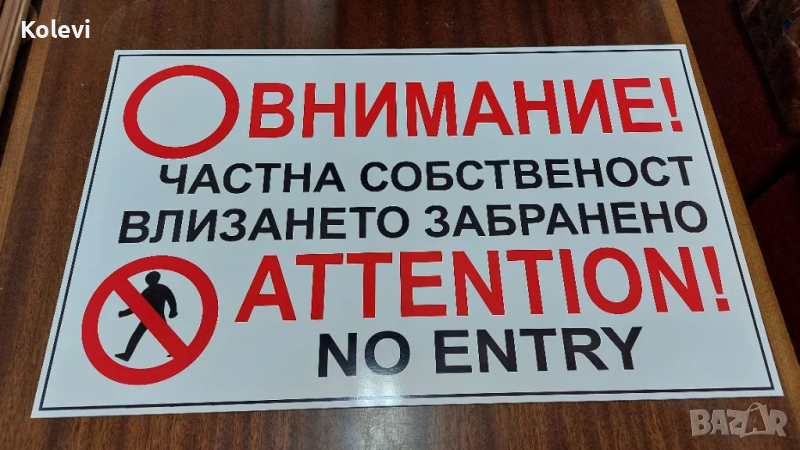 Kolevi
ВНИМАНИЕ!
ЧАСТНА СОБСТВЕНОСТ
ВЛИЗАНЕТО ЗАБРАНЕНО
ATTENTION!
NO ENTRY
BAZAR